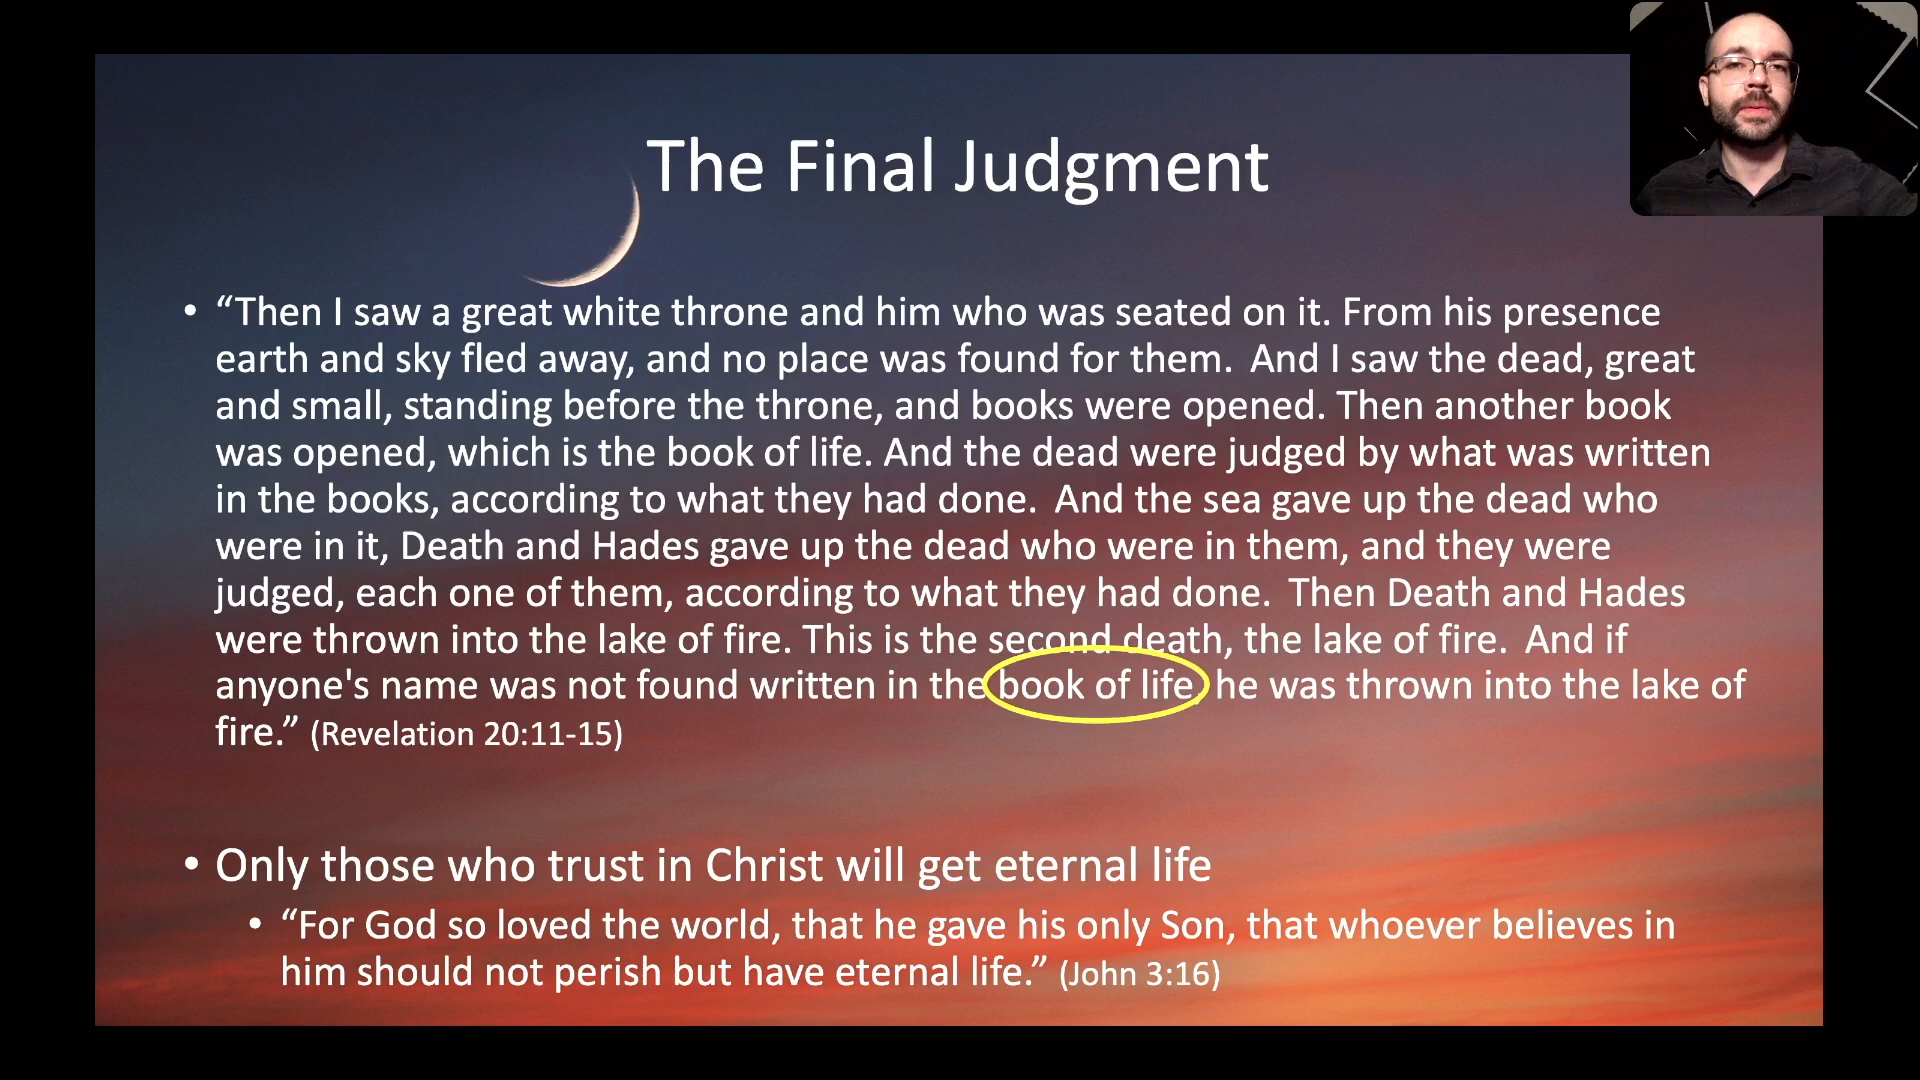 The Final Judgment
• “Then I saw a great white throne and him who was seated on it. From his presence
earth and sky fled away, and no place was found for them. And I saw the dead, great
and small, standing before the throne, and books were opened. Then another book
was opened, which is the book of life. And the dead were judged by what was written
in the books, according to what they had done. And the sea gave up the dead who
were in it, Death and Hades gave up the dead who were in them, and they were
judged, each one of them, according to what they had done. Then Death and Hades
were thrown into the lake of fire. This is the second death, the lake of fire. And if
anyone's name was not found written in the book of life, he was thrown into the lake of
fire.” (Revelation 20:11-15)
• Only those who trust in Christ will get eternal life
• “For God so loved the world, that he gave his only Son, that whoever believes in
him should not perish but have eternal life.” (John 3:16)